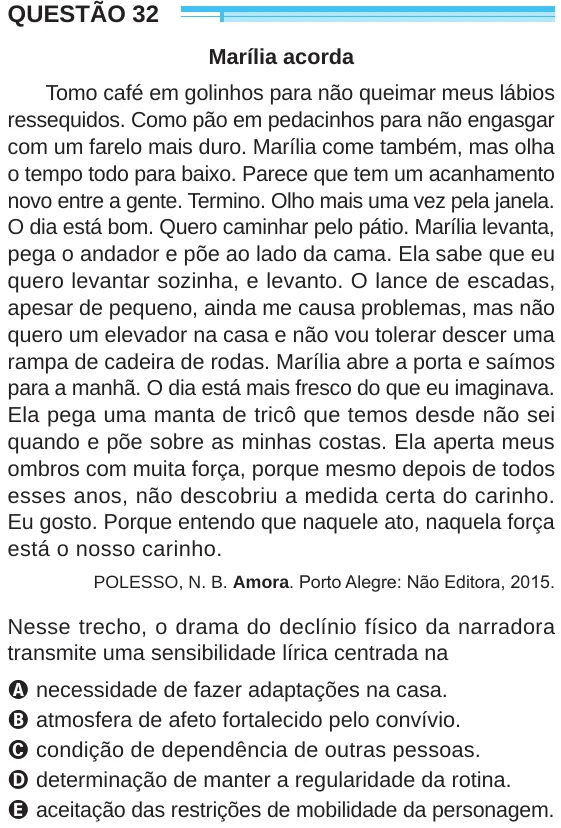 QUESTÃO 32
Marília acorda
Tomo café em golinhos para não queimar meus lábios
ressequidos. Como pão em pedacinhos para não engasgar
com um farelo mais duro. Marília come também, mas olha
o tempo todo para baixo. Parece que tem um acanhamento
novo entre a gente. Termino. Olho mais uma vez pela janela.
O dia está bom. Quero caminhar pelo pátio. Marília levanta,
pega o andador e põe ao lado da cama. Ela sabe que eu
quero levantar sozinha, e levanto. O lance de escadas,
apesar de pequeno, ainda me causa problemas, mas não
quero um elevador na casa e não vou tolerar descer uma
rampa de cadeira de rodas. Marília abre a porta e saímos
para a manhã. O dia está mais fresco do que eu imaginava.
Ela pega uma manta de tricô que temos desde não sei
quando e põe sobre as minhas costas. Ela aperta meus
ombros com muita força, porque mesmo depois de todos
esses anos, não descobriu a medida certa do carinho.
Eu gosto. Porque entendo que naquele ato, naquela força
está o nosso carinho.
POLESSO, N. B. Amora. Porto Alegre: Não Editora, 2015.
Nesse trecho, o drama do declínio físico da narradora
transmite uma sensibilidade lírica centrada na
A necessidade de fazer adaptações na casa.
B atmosfera de afeto fortalecido pelo convívio.
C condição de dependência de outras pessoas.
D determinação de manter a regularidade da rotina.
E aceitação das restrições de mobilidade da personagem.